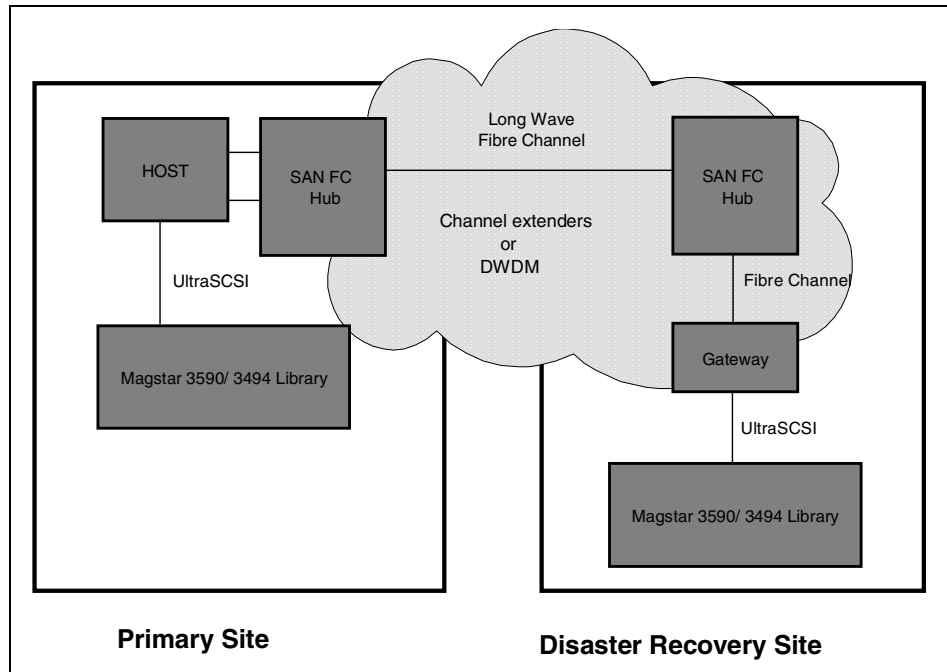 Long Wave
Fibre Channel
HOST
SAN FC
Hub
SAN FC
Hub
Channel extenders
or
DWDM
UltraSCSI
Fibre Channel
Magstar 3590/ 3494 Library
Gateway
UltraSCSI
Magstar 3590/ 3494 Library
Primary Site
Disaster Recovery Site